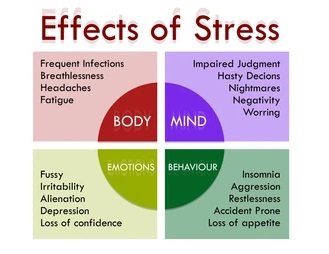 Effects of Stress
Frequent Infections
Breathlessness
Headaches
Fatigue
BODY
Impaired Judgment
Hasty Decions
Nightmares
Negativity
Worring
MIND
EMOTIONS
Fussy
Irritability
Alienation
Depression
Loss of confidence
BEHAVIOUR
Insomnia
Aggression
Restlessness
Accident Prone
Loss of appetite